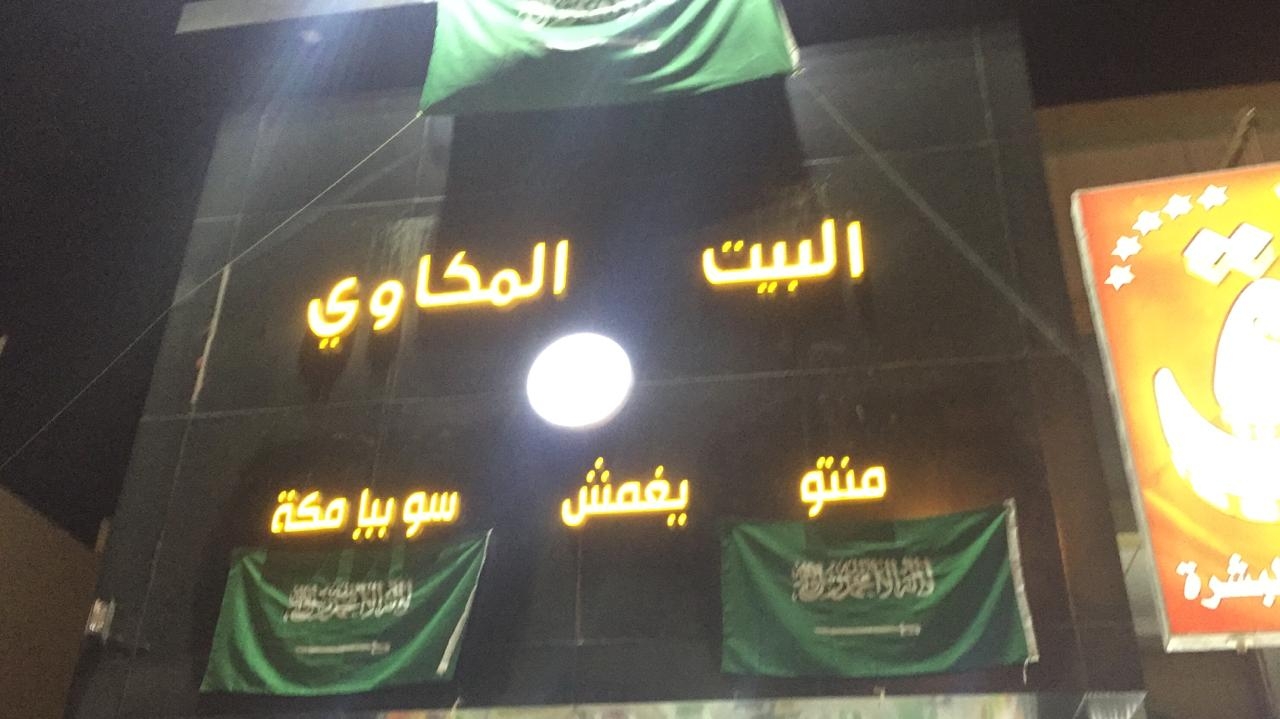 البيت المكاوي
منتو يغمش سوبيا مكة